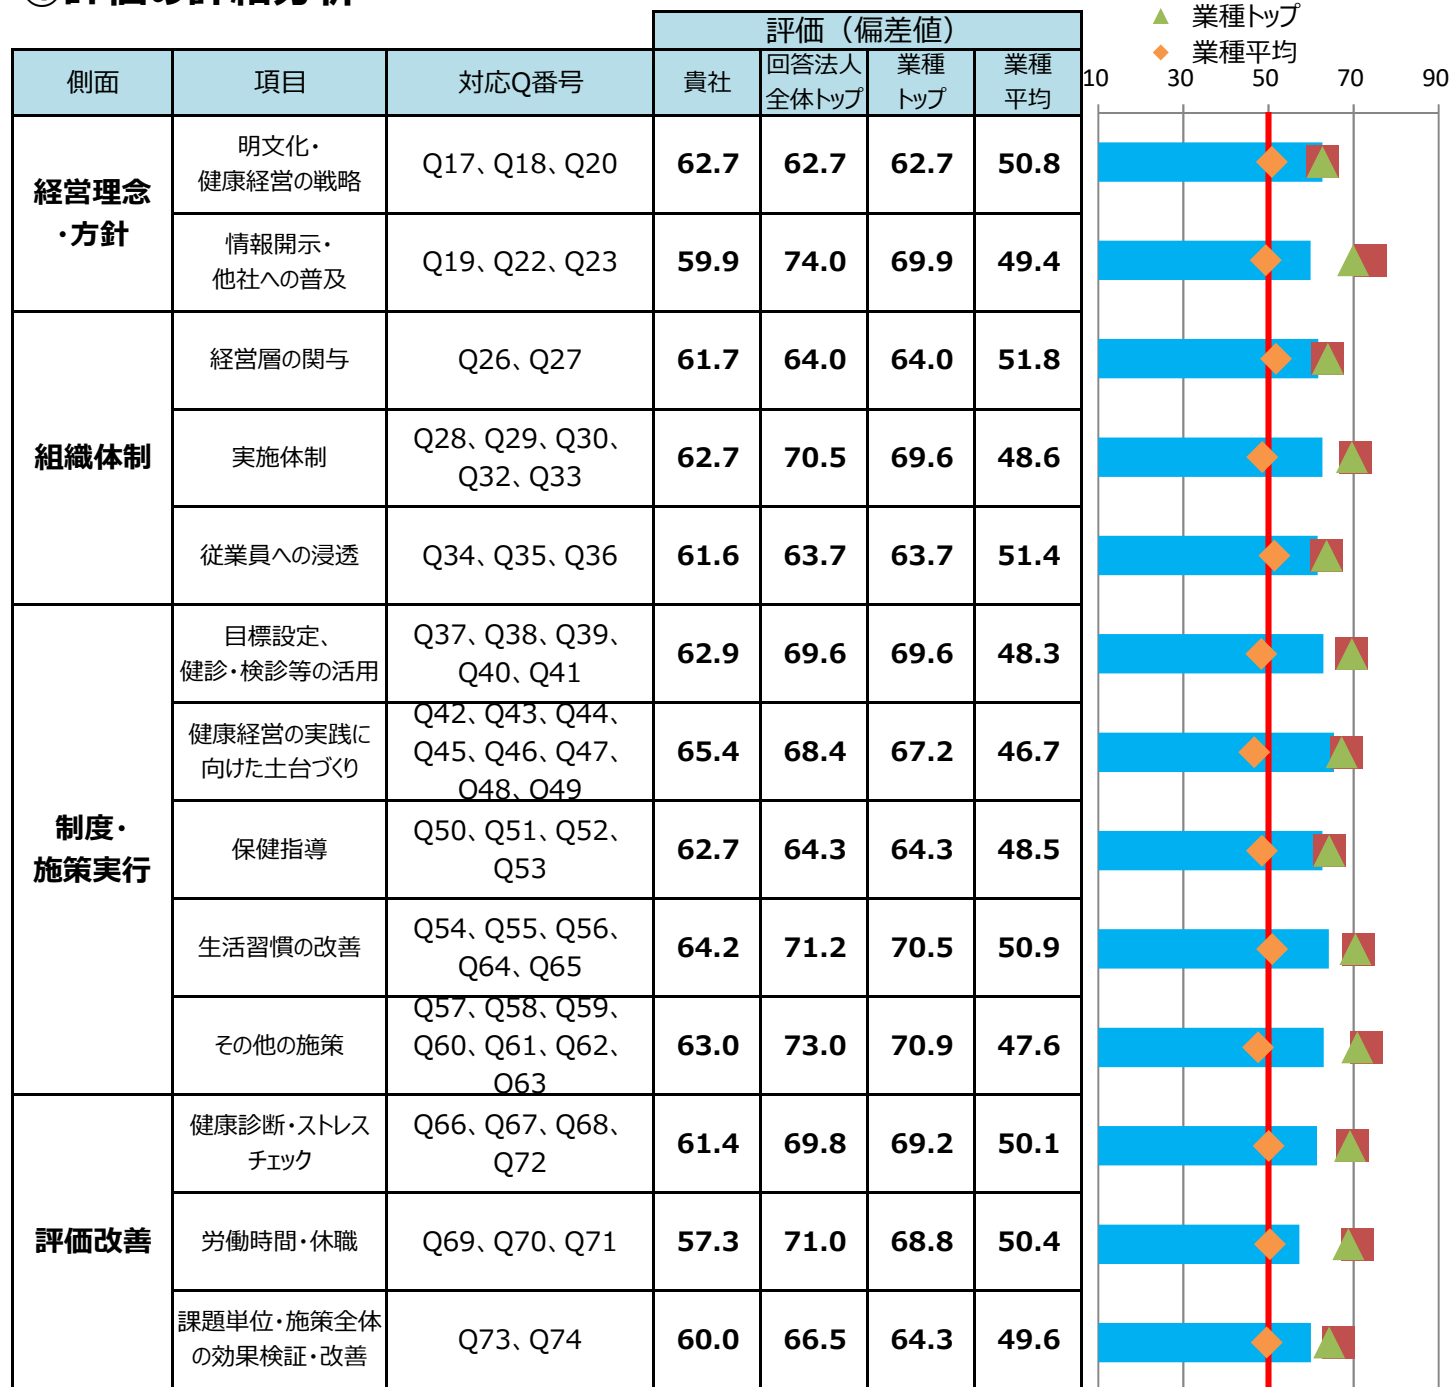 評価（偏差値）
▲ 業種トップ
◆ 業種平均
側面 項目 対応Q番号 貴社 回答法人 業種 業種
全体トップ トップ 平均
10 30 50 70 90
経営理念
・方針
明文化・
健康経営の戦略
Q17、Q18、Q20 62.7 62.7 62.7 50.8
情報開示・
他社への普及
Q19、Q22、Q23 59.9 74.0 69.9 49.4
組織体制
経営層の関与 Q26、Q27 61.7 64.0 64.0 51.8
実施体制
Q28、Q29、Q30、
Q32、Q33
62.7 70.5 69.6 48.6
従業員への浸透 Q34、Q35、Q36 61.6 63.7 63.7 51.4
制度・
施策実行
目標設定、
健診・検診等の活用
Q37、Q38、Q39、
Q40、Q41
62.9 69.6 69.6 48.3
健康経営の実践に
向けた土台づくり
Q42、Q43、Q44、
Q45、Q46、Q47、
Q48、Q49
65.4 68.4 67.2 46.7
保健指導
Q50、Q51、Q52、
Q53
62.7 64.3 64.3 48.5
生活習慣の改善
Q54、Q55、Q56、
Q64、Q65
64.2 71.2 70.5 50.9
その他の施策
Q57、Q58、Q59、
Q60、Q61、Q62、
Q63
63.0 73.0 70.9 47.6
評価改善
健康診断・ストレス
チェック
Q66、Q67、Q68、
Q72
61.4 69.8 69.2 50.1
労働時間・休職 Q69、Q70、Q71 57.3 71.0 68.8 50.4
課題単位・施策全体
の効果検証・改善
Q73、Q74 60.0 66.5 64.3 49.6